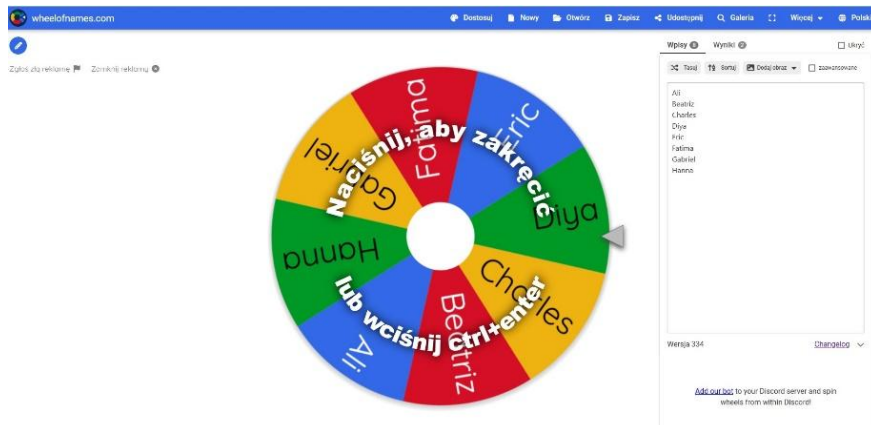 wheelofnames.com
Dostosuj
Nowy
Otwórz
Zapisz
Udostępnij
Galeria
Więcej
Polski
Zgłoś złą reklamę
Zamknij reklamy
Naciśnij, aby zakręcić
lub wciśnij Ctrl+enter
Fatima
Eric
Diya
Charles
Beatriz
Ali
Hanna
Gabriel
Wpisy 8
Wyniki
Ukryć
Tasuj
Sortuj
Dodaj obraz
zaawansowane
Ali
Beatriz
Charles
Diya
Eric
Fatima
Gabriel
Hanna
Wersja 334
Changelog
Add our bot to your Discord server and spin
wheels from within Discord!